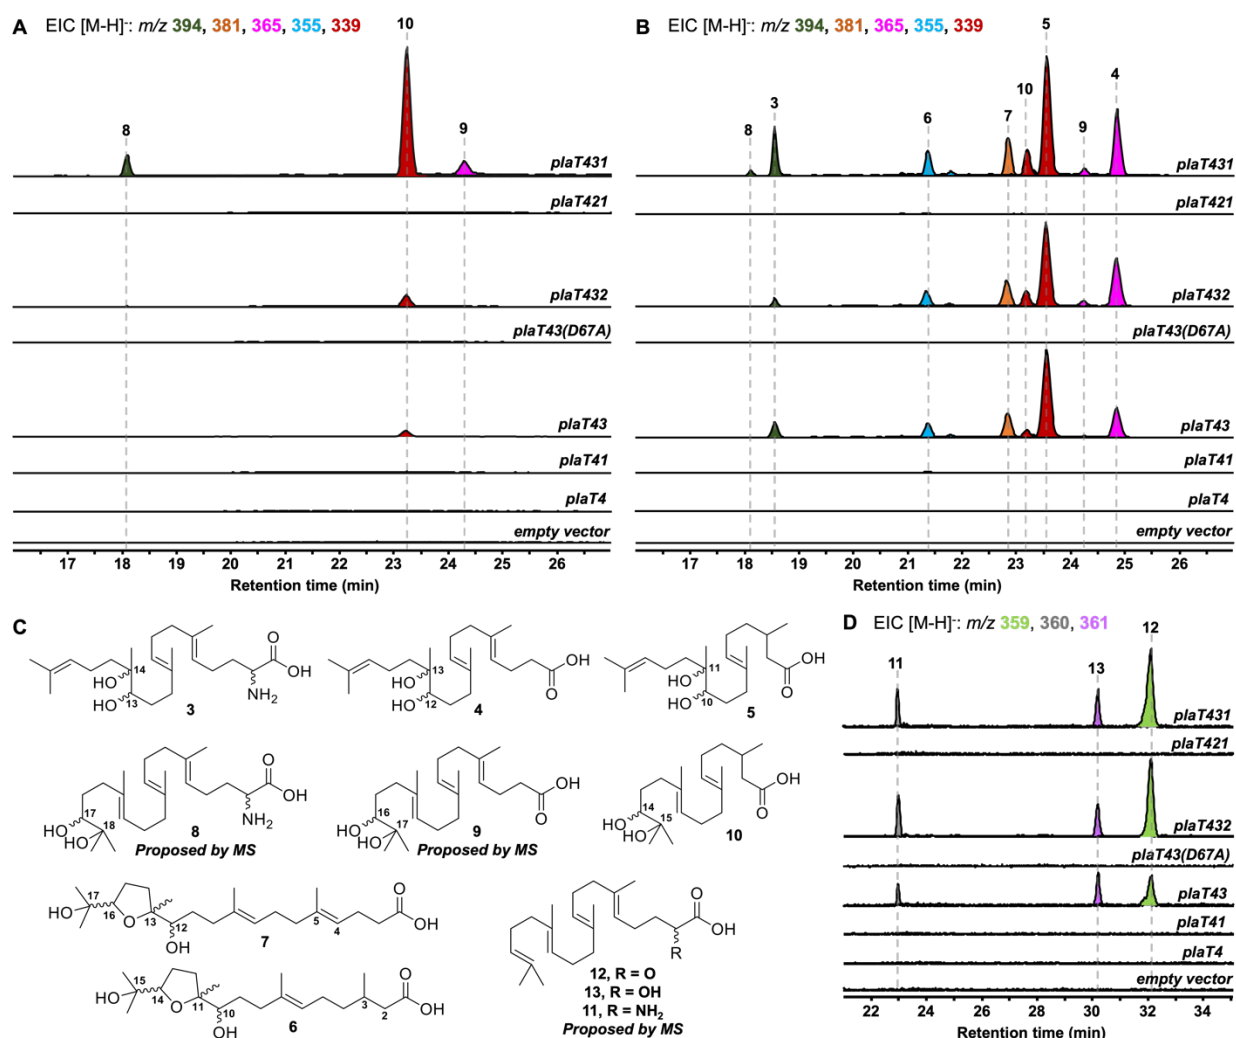 A EIC [M-H]⁻: m/z 394, 381, 365, 355, 339
10
8
9
plaT431
plaT421
plaT432
plaT43(D67A)
plaT43
plaT41
plaT4
empty vector
17 18 19 20 21 22 23 24 25 26
Retention time (min)
B EIC [M-H]⁻: m/z 394, 381, 365, 355, 339
5
4
10
3
7
6
8
9
plaT431
plaT421
plaT432
plaT43(D67A)
plaT43
plaT41
plaT4
empty vector
17 18 19 20 21 22 23 24 25 26
Retention time (min)
C
O
OH
NH₂
14
HO
13
HO
3
O
OH
13
HO
12
HO
4
OH
O
11
HO
10
HO
5
O
OH
NH₂
17
18
HO
HO
8
Proposed by MS
OH
O
16
17
HO
HO
9
Proposed by MS
OH
O
14
15
HO
HO
10
17
HO
16
O
13
12
OH
5
4
O
OH
7
15
HO
14
O
11
10
OH
3
2
O
OH
6
O
OH
R
12, R = O
13, R = OH
11, R = NH₂
Proposed by MS
D EIC [M-H]⁻: m/z 359, 360, 361
12
11
13
plaT431
plaT421
plaT432
plaT43(D67A)
plaT43
plaT41
plaT4
empty vector
22 24 26 28 30 32 34
Retention time (min)